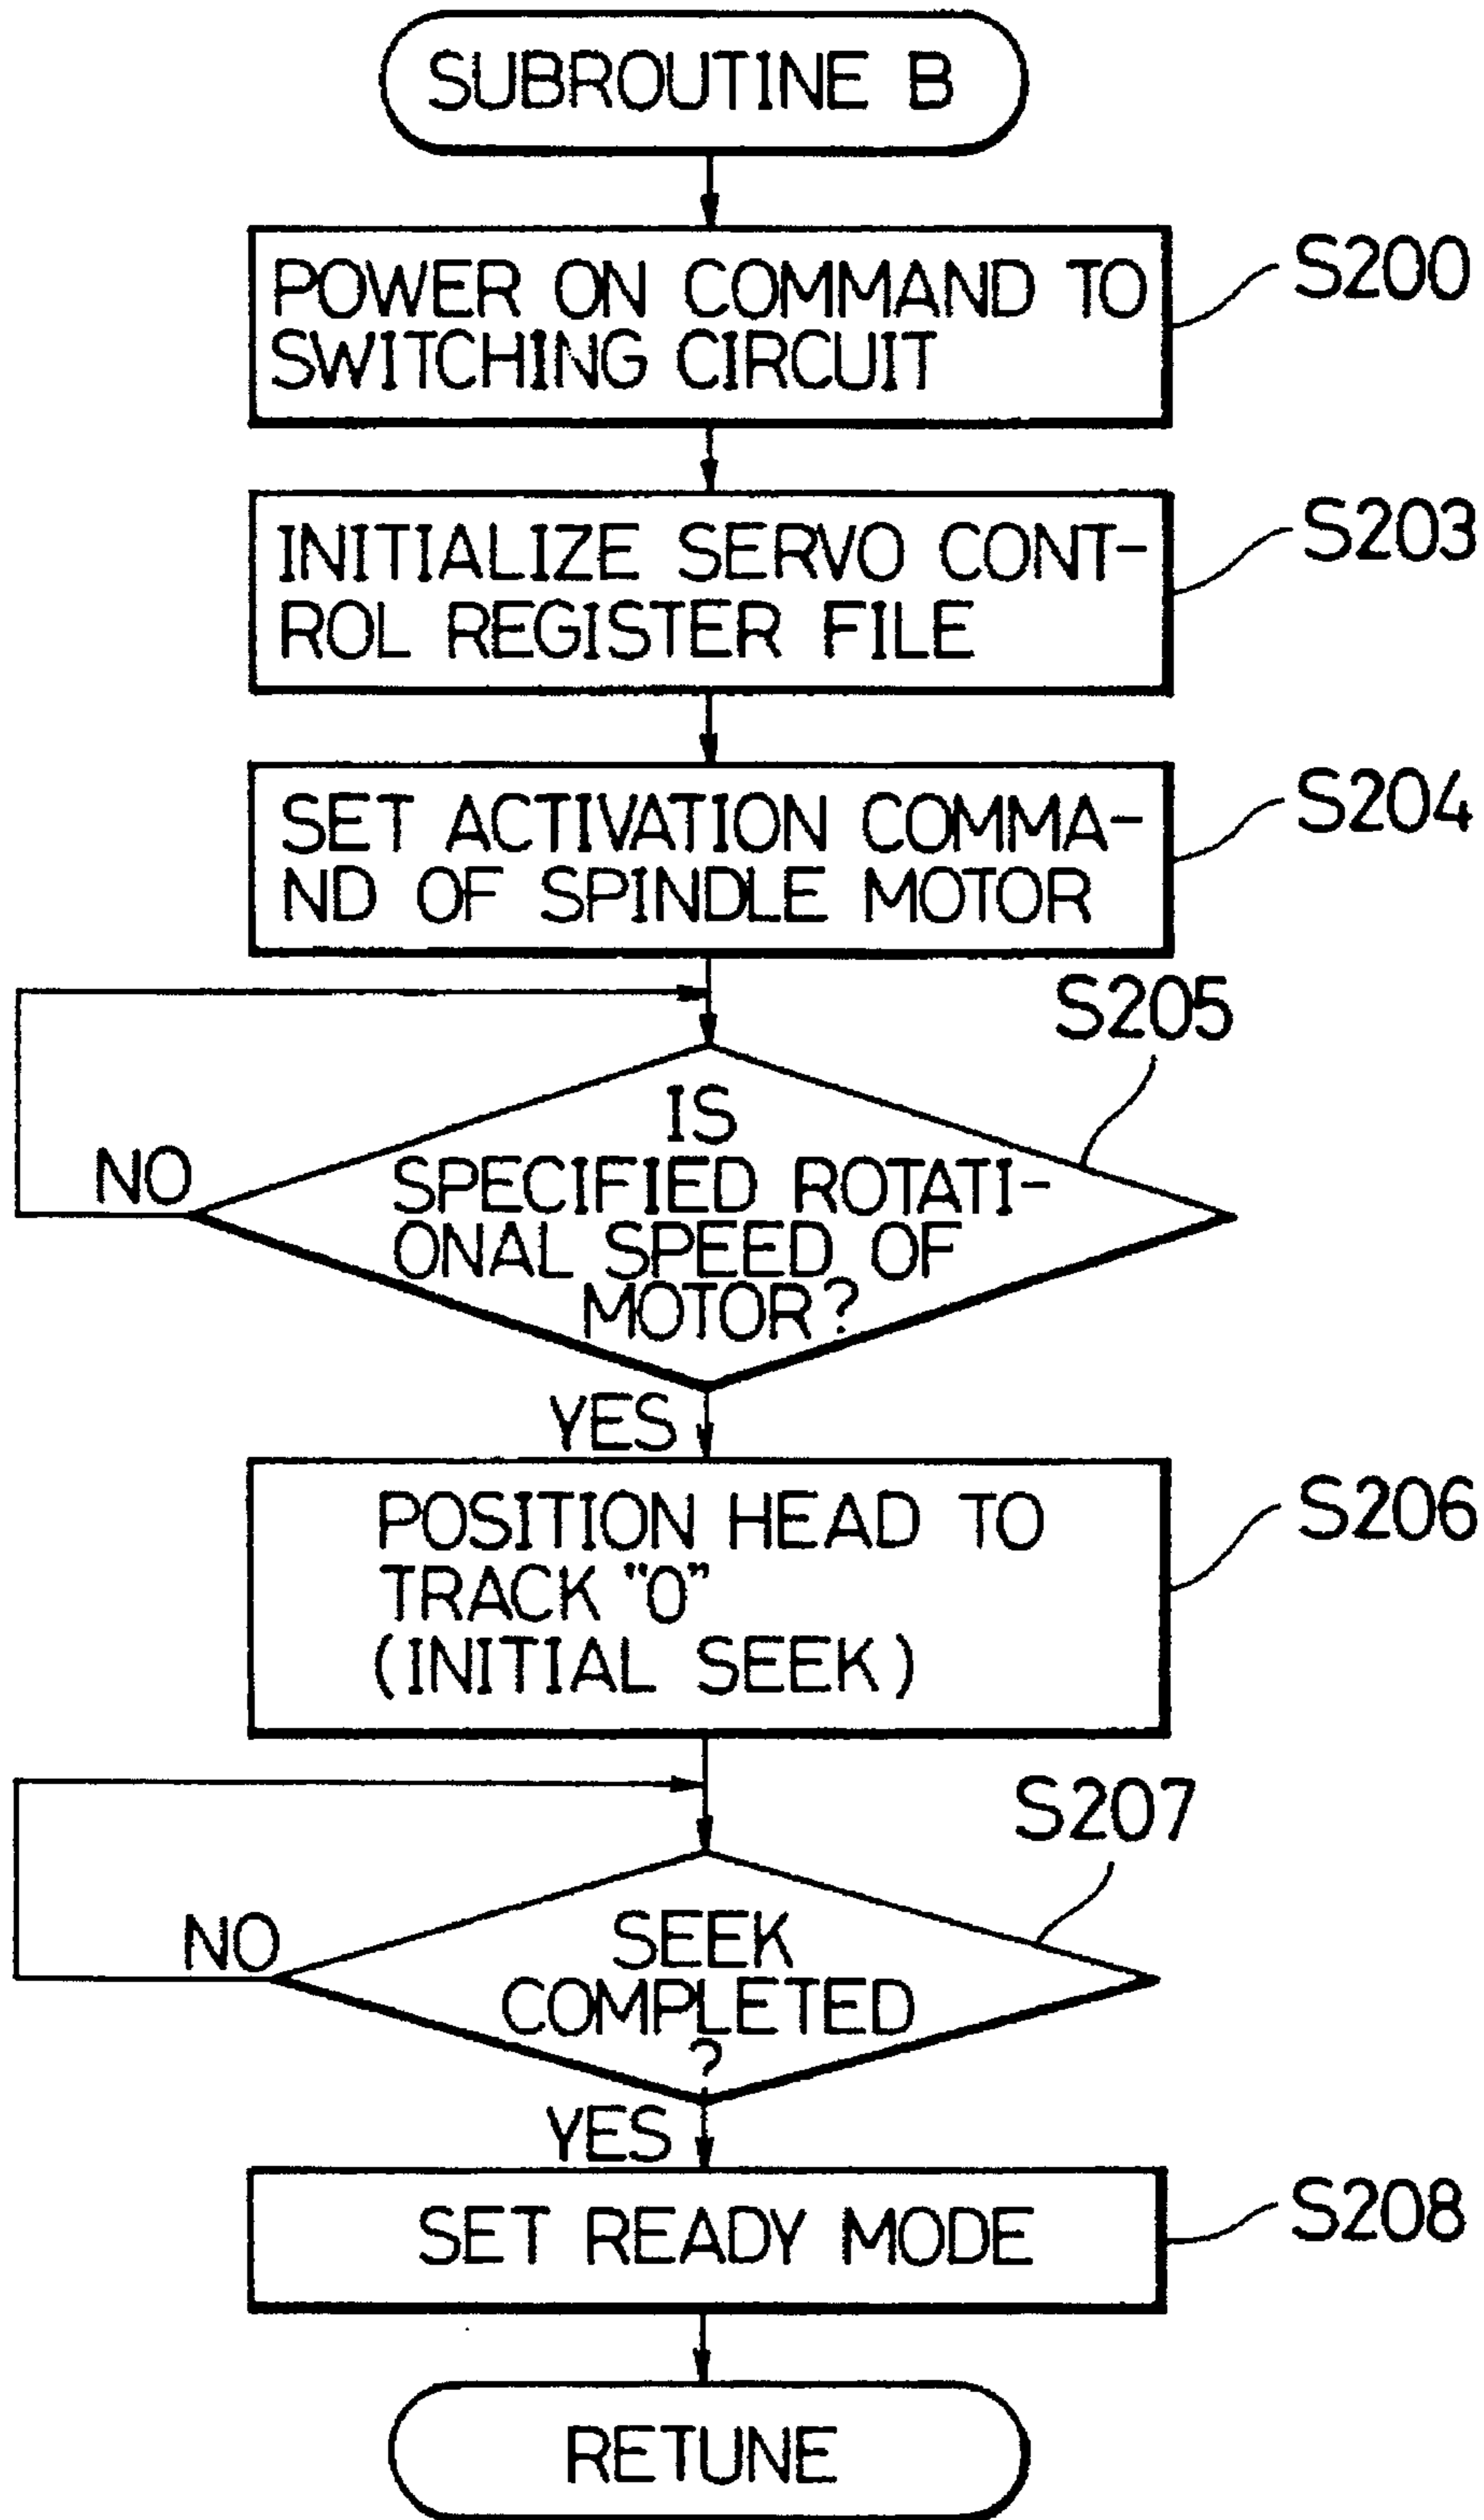 SUBROUTINE B
POWER ON COMMAND TO
SWITCHING CIRCUIT
S200
INITIALIZE SERVO CONT-
ROL REGISTER FILE
S203
SET ACTIVATION COMMA-
ND OF SPINDLE MOTOR
S204
S205
IS
SPECIFIED ROTATI-
ONAL SPEED OF
MOTOR?
NO
YES
POSITION HEAD TO
TRACK "0"
(INITIAL SEEK)
S206
S207
SEEK
COMPLETED
?
NO
YES
SET READY MODE
S208
RETUNE